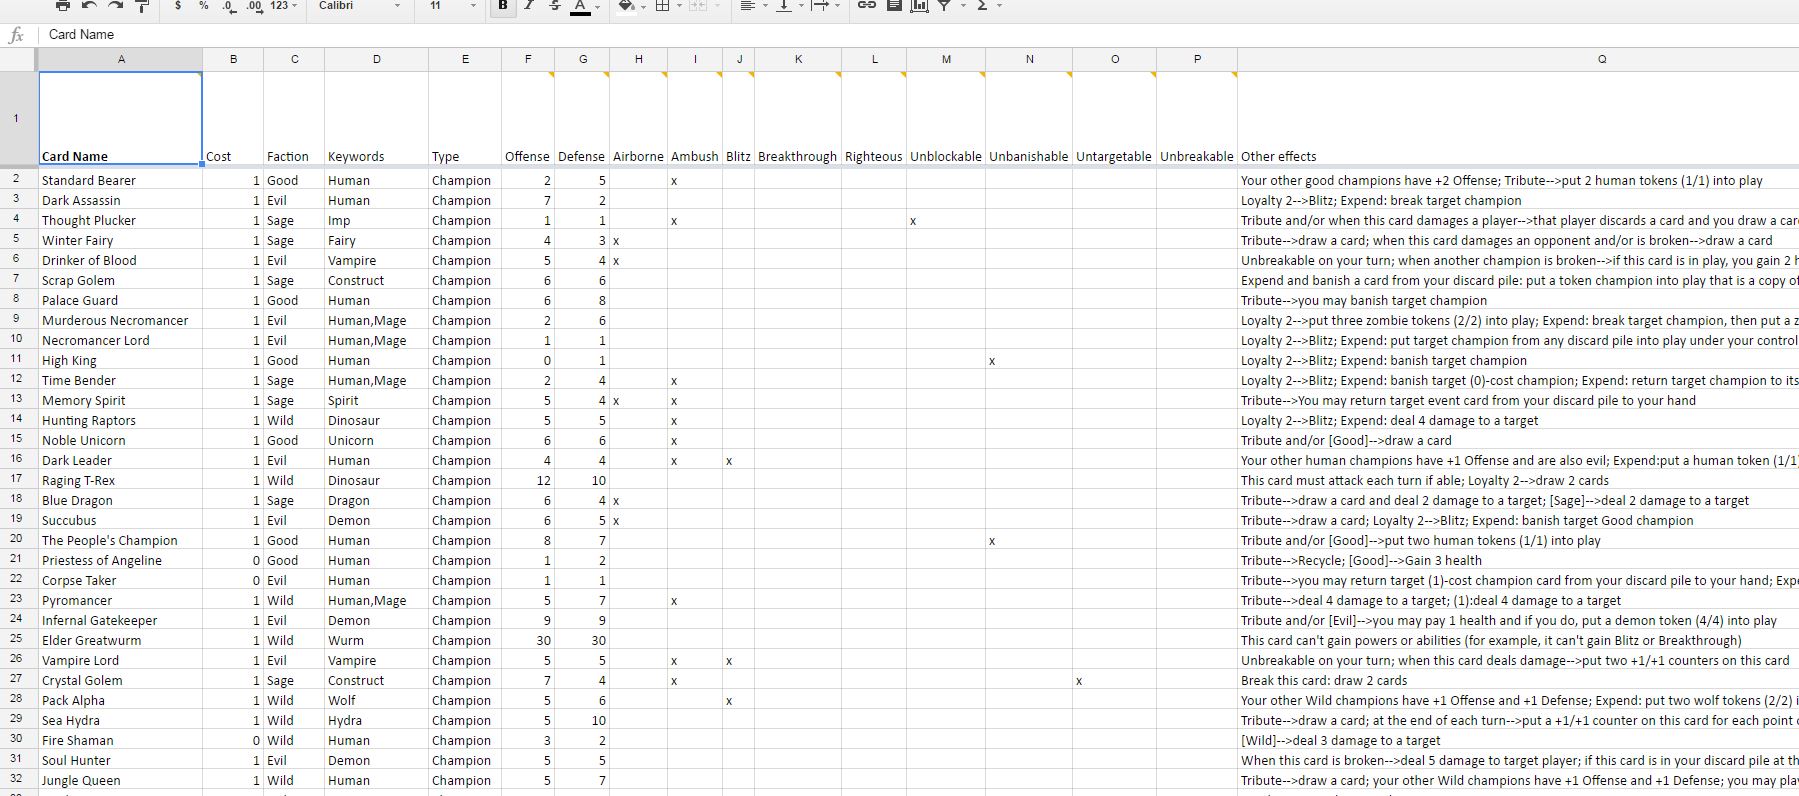 $ % .0 .00 123 Calibri 11 B I S A Σ
fx Card Name
A B C D E F G H I J K L M N O P Q
1 Card Name Cost Faction Keywords Type Offense Defense Airborne Ambush Blitz Breakthrough Righteous Unblockable Unbanishable Untargetable Unbreakable Other effects
2 Standard Bearer 1 Good Human Champion 2 5 x Your other good champions have +2 Offense; Tribute-->put 2 human tokens (1/1) into play
3 Dark Assassin 1 Evil Human Champion 7 2 Loyalty 2-->Blitz; Expend: break target champion
4 Thought Plucker 1 Sage Imp Champion 1 1 x x Tribute and/or when this card damages a player-->that player discards a card and you draw a car
5 Winter Fairy 1 Sage Fairy Champion 4 3 x Tribute-->draw a card; when this card damages an opponent and/or is broken-->draw a card
6 Drinker of Blood 1 Evil Vampire Champion 5 4 x Unbreakable on your turn; when another champion is broken-->if this card is in play, you gain 2 h
7 Scrap Golem 1 Sage Construct Champion 6 6 Expend and banish a card from your discard pile: put a token champion into play that is a copy of
8 Palace Guard 1 Good Human Champion 6 8 Tribute-->you may banish target champion
9 Murderous Necromancer 1 Evil Human,Mage Champion 2 6 Loyalty 2-->put three zombie tokens (2/2) into play; Expend: break target champion, then put a z
10 Necromancer Lord 1 Evil Human,Mage Champion 1 1 Loyalty 2-->Blitz; Expend: put target champion from any discard pile into play under your control
11 High King 1 Good Human Champion 0 1 x Loyalty 2-->Blitz; Expend: banish target champion
12 Time Bender 1 Sage Human,Mage Champion 2 4 x Loyalty 2-->Blitz; Expend: banish target (0)-cost champion; Expend: return target champion to its
13 Memory Spirit 1 Sage Spirit Champion 5 4 x x Tribute-->You may return target event card from your discard pile to your hand
14 Hunting Raptors 1 Wild Dinosaur Champion 5 5 x Loyalty 2-->Blitz; Expend: deal 4 damage to a target
15 Noble Unicorn 1 Good Unicorn Champion 6 6 x Tribute and/or [Good]-->draw a card
16 Dark Leader 1 Evil Human Champion 4 4 x x Your other human champions have +1 Offense and are also evil; Expend:put a human token (1/1)
17 Raging T-Rex 1 Wild Dinosaur Champion 12 10 This card must attack each turn if able; Loyalty 2-->draw 2 cards
18 Blue Dragon 1 Sage Dragon Champion 6 4 x Tribute-->draw a card and deal 2 damage to a target; [Sage]-->deal 2 damage to a target
19 Succubus 1 Evil Demon Champion 6 5 x Tribute-->draw a card; Loyalty 2-->Blitz; Expend: banish target Good champion
20 The People's Champion 1 Good Human Champion 8 7 x Tribute and/or [Good]-->put two human tokens (1/1) into play
21 Priestess of Angeline 0 Good Human Champion 1 2 Tribute-->Recycle; [Good]-->Gain 3 health
22 Corpse Taker 0 Evil Human Champion 1 1 Tribute-->you may return target (1)-cost champion card from your discard pile to your hand; Expe
23 Pyromancer 1 Wild Human,Mage Champion 5 7 x Tribute-->deal 4 damage to a target; (1):deal 4 damage to a target
24 Infernal Gatekeeper 1 Evil Demon Champion 9 9 Tribute and/or [Evil]-->you may pay 1 health and if you do, put a demon token (4/4) into play
25 Elder Greatwurm 1 Wild Wurm Champion 30 30 This card can't gain powers or abilities (for example, it can't gain Blitz or Breakthrough)
26 Vampire Lord 1 Evil Vampire Champion 5 5 x x Unbreakable on your turn; when this card deals damage-->put two +1/+1 counters on this card
27 Crystal Golem 1 Sage Construct Champion 7 4 x x Break this card: draw 2 cards
28 Pack Alpha 1 Wild Wolf Champion 5 6 x Your other Wild champions have +1 Offense and +1 Defense; Expend: put two wolf tokens (2/2) i
29 Sea Hydra 1 Wild Hydra Champion 5 10 Tribute-->draw a card; at the end of each turn-->put a +1/+1 counter on this card for each point
30 Fire Shaman 0 Wild Human Champion 3 2 [Wild]-->deal 3 damage to a target
31 Soul Hunter 1 Evil Demon Champion 5 5 When this card is broken-->deal 5 damage to target player; if this card is in your discard pile at th
32 Jungle Queen 1 Wild Human Champion 5 7 Tribute-->draw a card; your other Wild champions have +1 Offense and +1 Defense; you may play